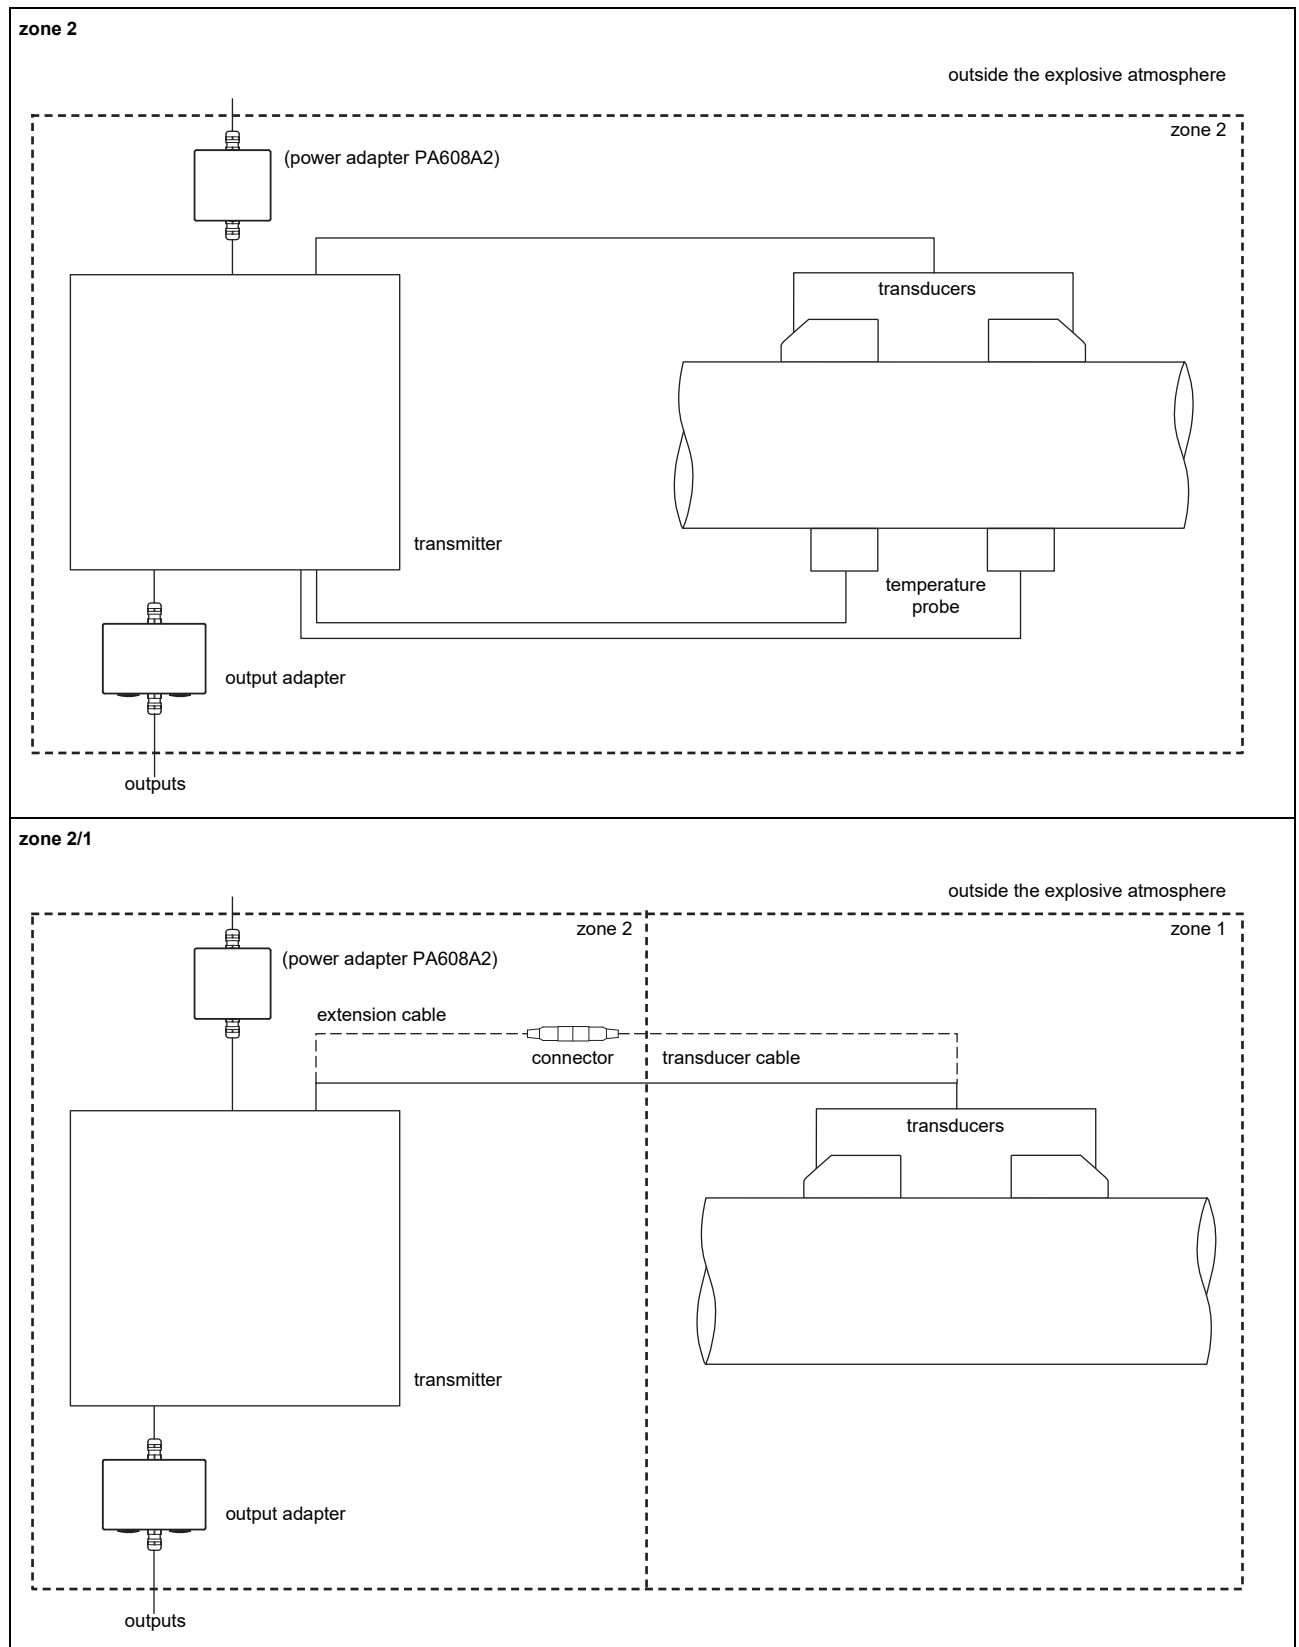 zone 2
outside the explosive atmosphere
zone 2
(power adapter PA608A2)
transducers
transmitter
temperature
probe
output adapter
outputs
zone 2/1
outside the explosive atmosphere
zone 2
zone 1
(power adapter PA608A2)
extension cable
connector
transducer cable
transducers
transmitter
output adapter
outputs